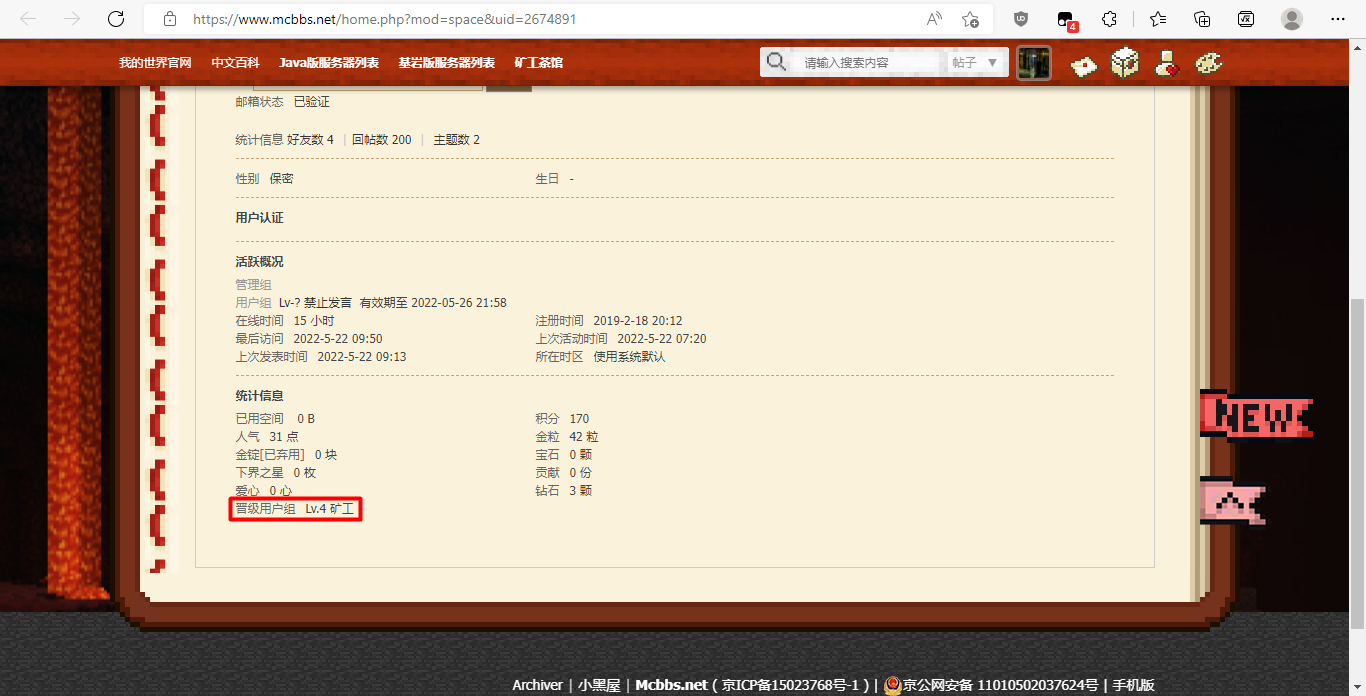 https://www.mcbbs.net/home.php?mod=space&uid=2674891
4
我的世界官网 中文百科 Java版服务器列表 基岩版服务器列表 矿工茶馆 请输入搜索内容 帖子
邮箱状态 已验证
统计信息 好友数 4 | 回帖数 200 | 主题数 2
性别 保密 生日 -
用户认证
活跃概况
管理组
用户组 Lv-? 禁止发言 有效期至 2022-05-26 21:58
在线时间 15 小时 注册时间 2019-2-18 20:12
最后访问 2022-5-22 09:50 上次活动时间 2022-5-22 07:20
上次发表时间 2022-5-22 09:13 所在时区 使用系统默认
统计信息
已用空间 0 B 积分 170
人气 31 点 金粒 42 粒
金锭[已弃用] 0 块 宝石 0 颗
下界之星 0 枚 贡献 0 份
爱心 0 心 钻石 3 颗
晋级用户组 Lv.4 矿工
NEW
Archiver | 小黑屋 | Mcbbs.net ( 京ICP备15023768号-1 ) | 京公网安备 11010502037624号 | 手机版